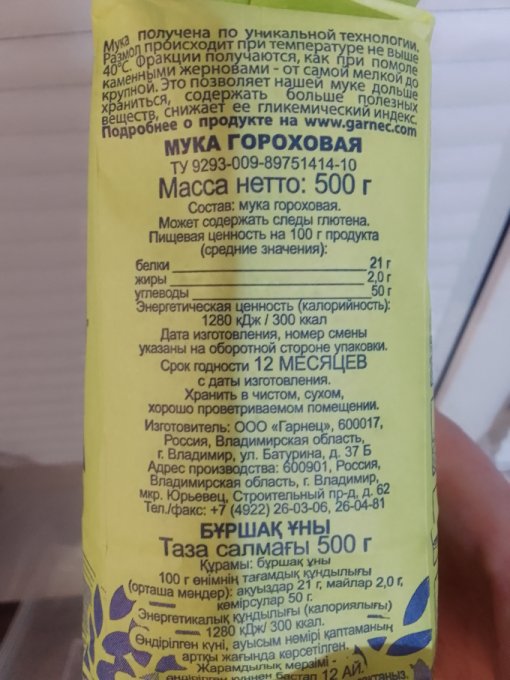 Мука получена по уникальной технологии.
Размол происходит при температуре не выше
40°С. Фракции получаются, как при помоле
каменными жерновами - от самой мелкой до
крупной. Это позволяет нашей муке дольше
храниться, содержать больше полезных
веществ, снижает ее гликемический индекс.
Подробнее о продукте на www.garnec.com
МУКА ГОРОХОВАЯ
ТУ 9293-009-89751414-10
Масса нетто: 500 г
Состав: мука гороховая.
Может содержать следы глютена.
Пищевая ценность на 100 г продукта
(средние значения):
белки 21 г
жиры 2,0 г
углеводы 50 г
Энергетическая ценность (калорийность):
1280 кДж / 300 ккал
Дата изготовления, номер смены
указаны на оборотной стороне упаковки.
Срок годности 12 МЕСЯЦЕВ
с даты изготовления.
Хранить в чистом, сухом,
хорошо проветриваемом помещении.
Изготовитель: ООО «Гарнец», 600017,
Россия, Владимирская область,
г. Владимир, ул. Батурина, д. 37 Б
Адрес производства: 600901, Россия,
Владимирская область, г. Владимир,
мкр. Юрьевец, Строительный пр-д, д. 62
Тел./факс: +7 (4922) 26-03-06, 26-04-81
БҰРШАҚ ҰНЫ
Таза салмағы 500 г
Құрамы: бұршақ ұны
100 г өнімнің тағамдық құндылығы
(орташа мәндер): ақуыздар 21 г, майлар 2,0 г,
көмірсулар 50 г.
Энергетикалық құндылығы (калориялығы)
1280 кДж/ 300 ккал
Өндірілген күні, ауысым нөмірі қаптаманың
артқы жағында көрсетілген.
Жарамдылық мерзімі -
өндірілген күннен бастап 12 АЙ.